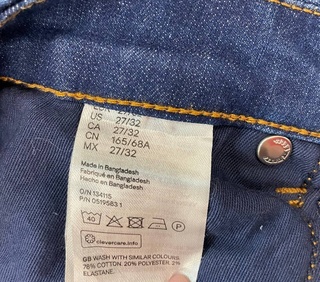 US 27/32
CA 27/32
CN 165/68A
MX 27/32
Made in Bangladesh
Fabriqué en Bangladesh
Hecho en Bangladesh
O/N.134115
P/N 0519583 1
40
P
clevercare.info
GB WASH WITH SIMILAR COLOURS.
78% COTTON. 20% POLYESTER. 2%
ELASTANE.